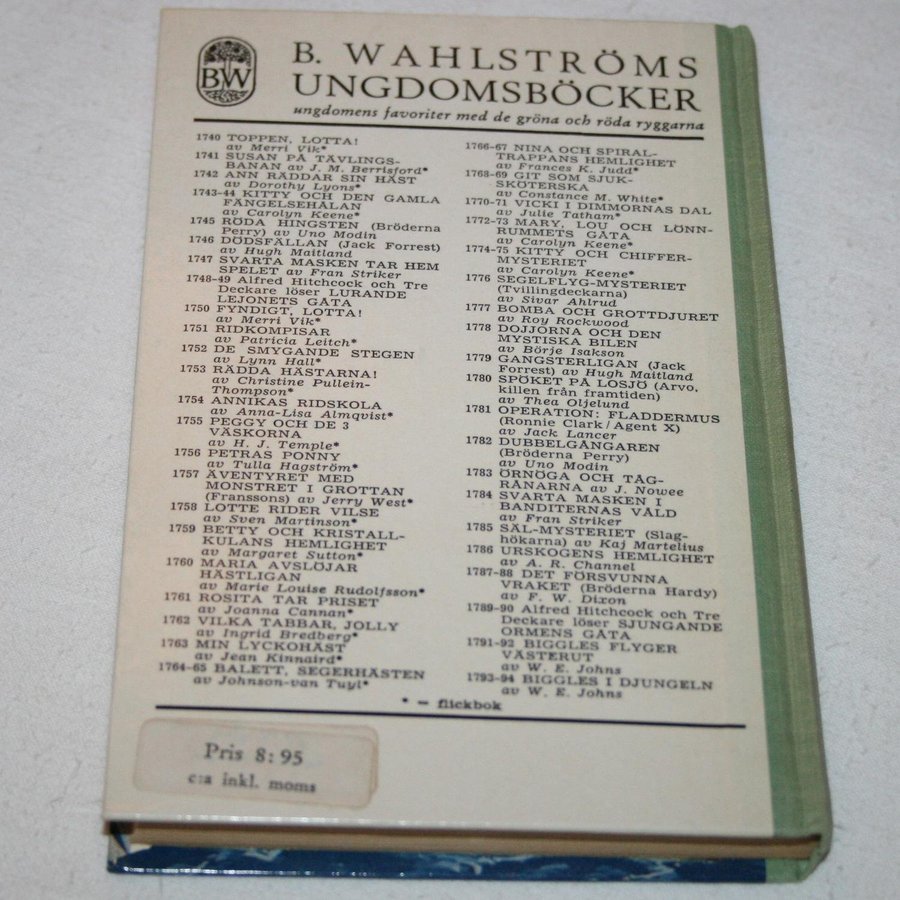 BW
B. WAHLSTRÖMS
UNGDOMSBÖCKER
ungdomens favoriter med de gröna och röda ryggarna
1740 TOPPEN, LOTTA!
av Merri Vik*
1741 SUSAN PÅ TÄVLINGS-
BANAN av J. M. Berrisford*
1742 ANN RÄDDAR SIN HÄST
av Dorothy Lyons*
1743-44 KITTY OCH DEN GAMLA
FÄNGELSEHÅLAN
av Carolyn Keene*
1745 RÖDA HINGSTEN (Bröderna
Perry) av Uno Modin
1746 DÖDSFÄLLAN (Jack Forrest)
av Hugh Maitland
1747 SVARTA MASKEN TAR HEM
SPELET av Fran Striker
1748-49 Alfred Hitchcock och Tre
Deckare löser LURANDE
LEJONETS GÅTA
1750 FYNDIGT, LOTTA!
av Merri Vik*
1751 RIDKOMPISAR
av Patricia Leitch*
1752 DE SMYGANDE STEGEN
av Lynn Hall*
1753 RÄDDA HÄSTARNA!
av Christine Pullein-
Thompson*
1754 ANNIKAS RIDSKOLA
av Anna-Lisa Almqvist*
1755 PEGGY OCH DE 3
VÄSKORNA
av H. J. Temple*
1756 PETRAS PONNY
av Tulla Hagström*
1757 ÄVENTYRET MED
MONSTRET I GROTTAN
(Franssons) av Jerry West*
1758 LOTTE RIDER VILSE
av Sven Martinson*
1759 BETTY OCH KRISTALL-
KULANS HEMLIGHET
av Margaret Sutton*
1760 MARIA AVSLÖJAR
HÄSTLIGAN
av Marie Louise Rudolfsson*
1761 ROSITA TAR PRISET
av Joanna Cannan*
1762 VILKA TABBAR, JOLLY
av Ingrid Bredberg*
1763 MIN LYCKOHÄST
av Jean Kinnaird*
1764-65 BALETT, SEGERHÄSTEN
av Johnson-van Tuyl*
1766-67 NINA OCH SPIRAL-
TRAPPANS HEMLIGHET
av Frances K. Judd*
1768-69 GIT SOM SJUK-
SKÖTERSKA
av Constance M. White*
1770-71 VICKI I DIMMORNAS DAL
av Julie Tatham*
1772-73 MARY, LOU OCH LÖNN-
RUMMETS GÅTA
av Carolyn Keene*
1774-75 KITTY OCH CHIFFER-
MYSTERIET
av Carolyn Keene*
1776 SEGELFLYG-MYSTERIET
(Tvillingdeckarna)
av Sivar Ahlrud
1777 BOMBA OCH GROTTDJURET
av Roy Rockwood
1778 DOJJORNA OCH DEN
MYSTISKA BILEN
av Börje Isakson
1779 GANGSTERLIGAN (Jack
Forrest) av Hugh Maitland
1780 SPÖKET PÅ LOSJÖ (Arvo,
killen från framtiden)
av Thea Oljelund
1781 OPERATION: FLADDERMUS
(Ronnie Clark/Agent X)
av Jack Lancer
1782 DUBBELGÅNGAREN
(Bröderna Perry)
av Uno Modin
1783 ÖRNÖGA OCH TÅG-
RÅNARNA av J. Nowee
1784 SVARTA MASKEN I
BANDITERNAS VÅLD
av Fran Striker
1785 SÄL-MYSTERIET (Slag-
hökarna) av Kaj Martelius
1786 URSKOGENS HEMLIGHET
av A. R. Channel
1787-88 DET FÖRSVUNNA
VRAKET (Bröderna Hardy)
av F. W. Dixon
1789-90 Alfred Hitchcock och Tre
Deckare löser SJUNGANDE
ORMENS GÅTA
1791-92 BIGGLES FLYGER
VÄSTERUT
av W. E. Johns
1793-94 BIGGLES I DJUNGELN
av W. E. Johns
* = flickbok
Pris 8:95
c:a inkl. moms